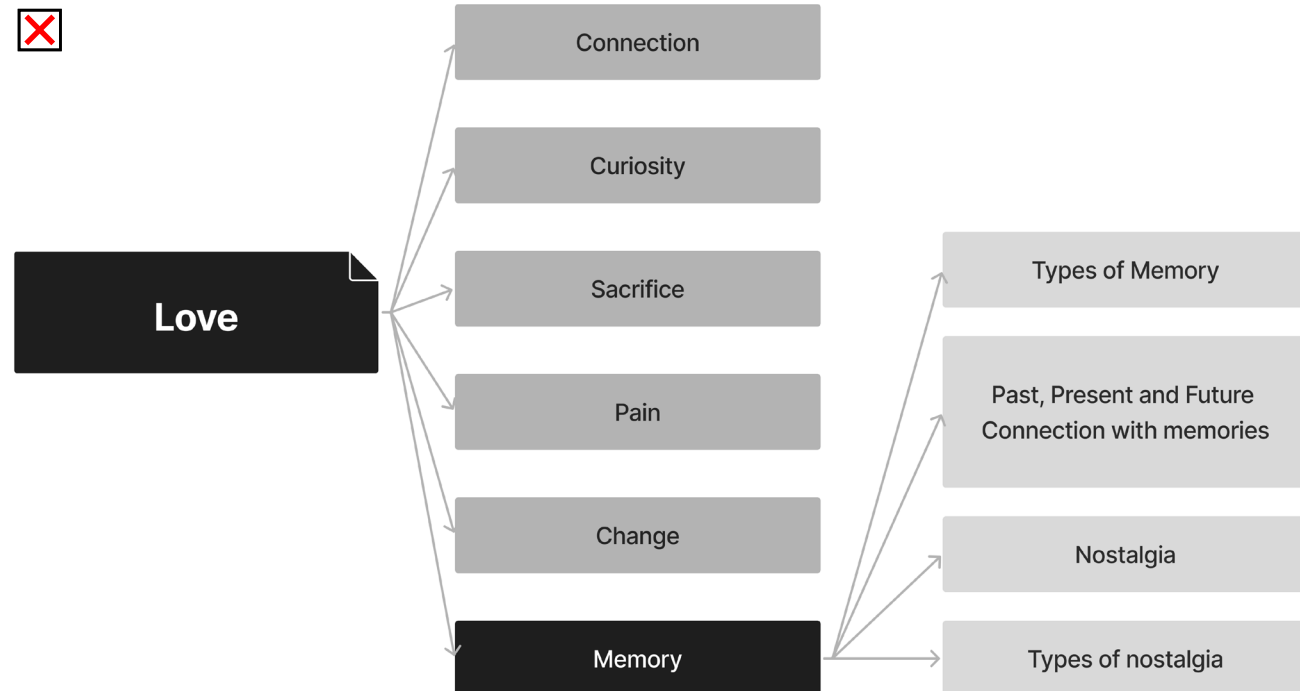 Connection
Curiosity
Sacrifice
Pain
Change
Memory
Love
Types of Memory
Past, Present and Future
Connection with memories
Nostalgia
Types of nostalgia